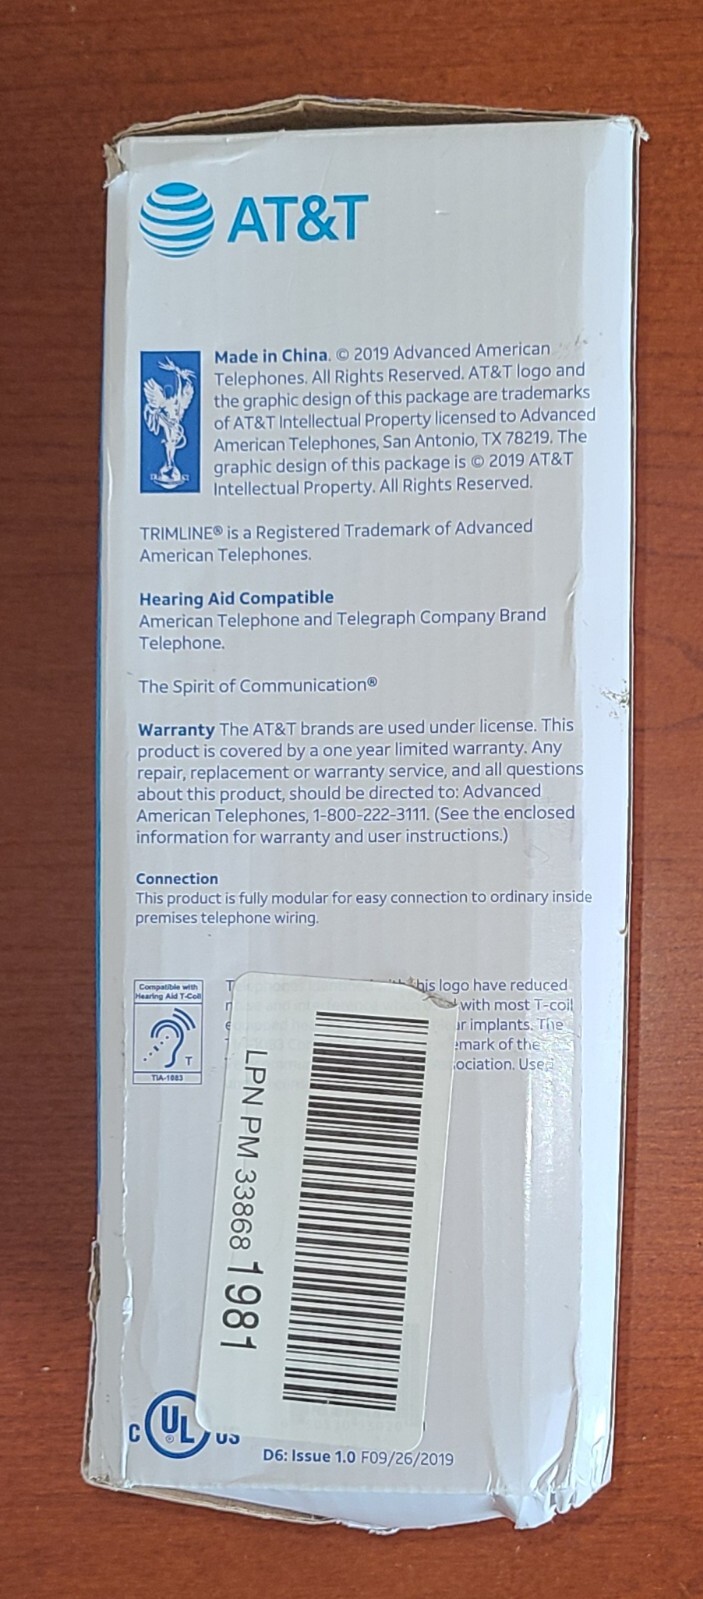 AT&T
Made in China. © 2019 Advanced American
Telephones. All Rights Reserved. AT&T logo and
the graphic design of this package are trademarks
of AT&T Intellectual Property licensed to Advanced
American Telephones, San Antonio, TX 78219. The
graphic design of this package is © 2019 AT&T
Intellectual Property. All Rights Reserved.
TRIMLINE® is a Registered Trademark of Advanced
American Telephones.
Hearing Aid Compatible
American Telephone and Telegraph Company Brand
Telephone.
The Spirit of Communication®
Warranty The AT&T brands are used under license. This
product is covered by a one year limited warranty. Any
repair, replacement or warranty service, and all questions
about this product, should be directed to: Advanced
American Telephones, 1-800-222-3111. (See the enclosed
information for warranty and user instructions.)
Connection
This product is fully modular for easy connection to ordinary inside
premises telephone wiring.
Compatible with
Hearing Aid T-Coil
T
TIA-1083
this logo have reduced
with most T-coil
implants. The
of the
Used
LPN PM 33868 1981
C UL ® US
D6: Issue 1.0 F09/26/2019